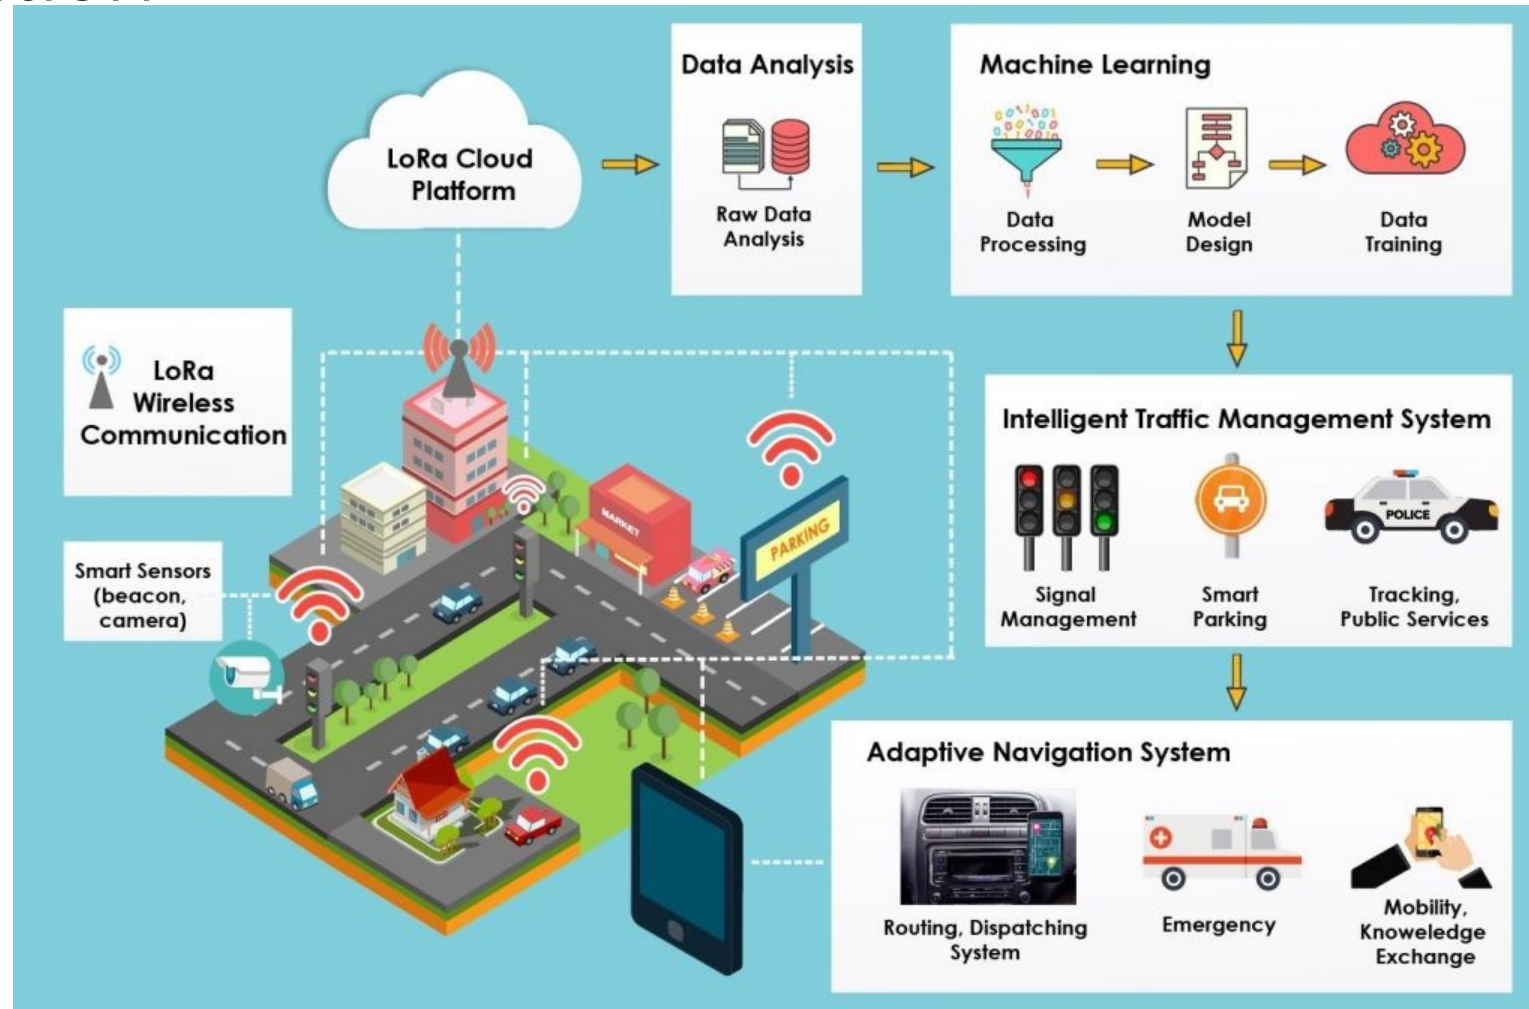 LoRa Cloud
Platform
Data Analysis
Raw Data
Analysis
Machine Learning
Data
Processing
Model
Design
Data
Training
LoRa
Wireless
Communication
Smart Sensors
(beacon,
camera)
MARKET
PARKING
Intelligent Traffic Management System
POLICE
Signal
Management
Smart
Parking
Tracking,
Public Services
Adaptive Navigation System
Routing, Dispatching
System
Emergency
Mobility,
Knoweledge
Exchange